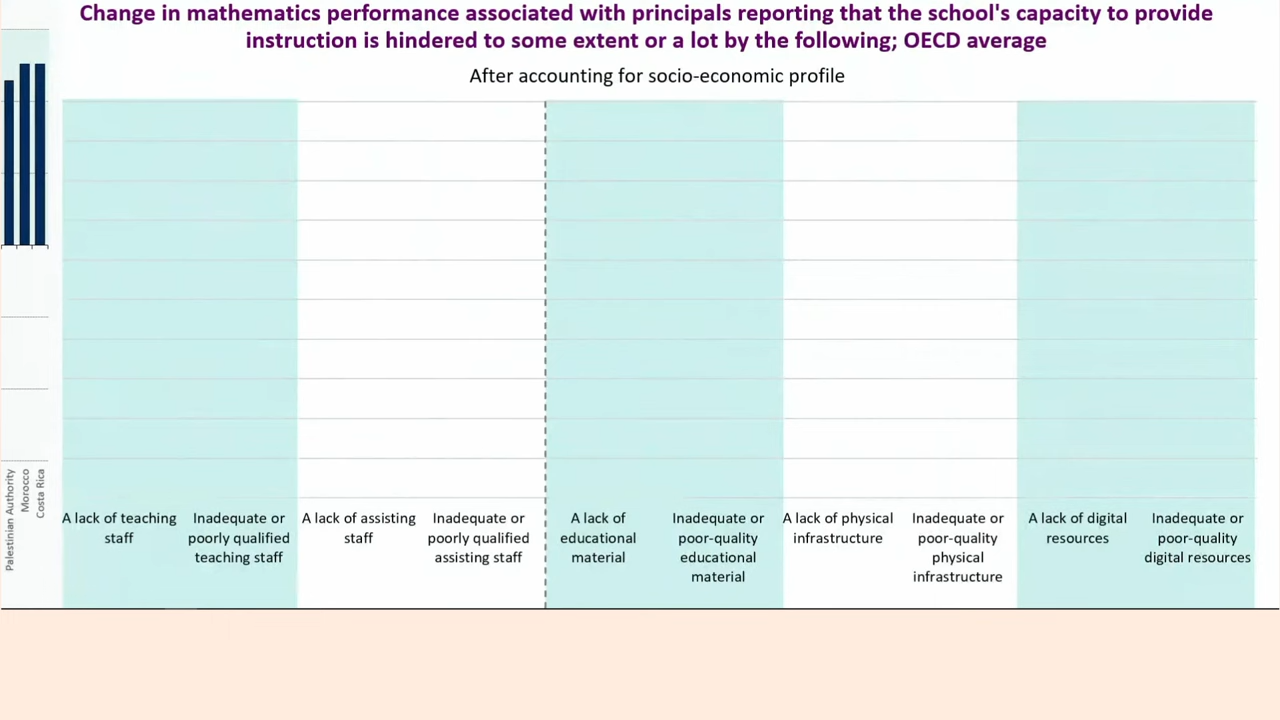 Change in mathematics performance associated with principals reporting that the school's capacity to provide
instruction is hindered to some extent or a lot by the following; OECD average
After accounting for socio-economic profile
Palestinian Authority
Morocco
Costa Rica
A lack of teaching
staff
Inadequate or
poorly qualified
teaching staff
A lack of assisting
staff
Inadequate or
poorly qualified
assisting staff
A lack of
educational
material
Inadequate or
poor-quality
educational
material
A lack of physical
infrastructure
Inadequate or
poor-quality
physical
infrastructure
A lack of digital
resources
Inadequate or
poor-quality
digital resources